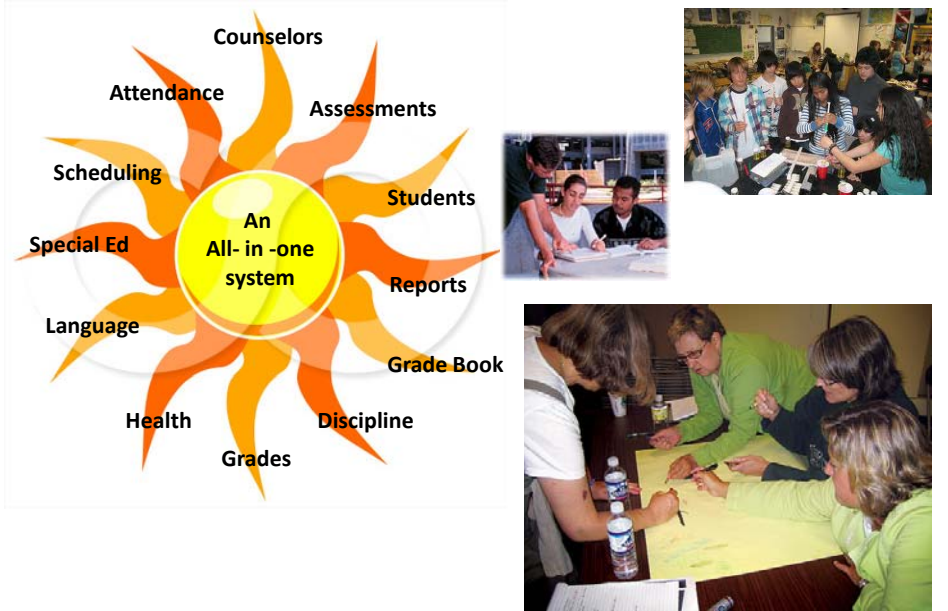 Counselors
Attendance
Assessments
Scheduling
Students
An
All- in -one
system
Special Ed
Reports
Language
Grade Book
Health
Discipline
Grades